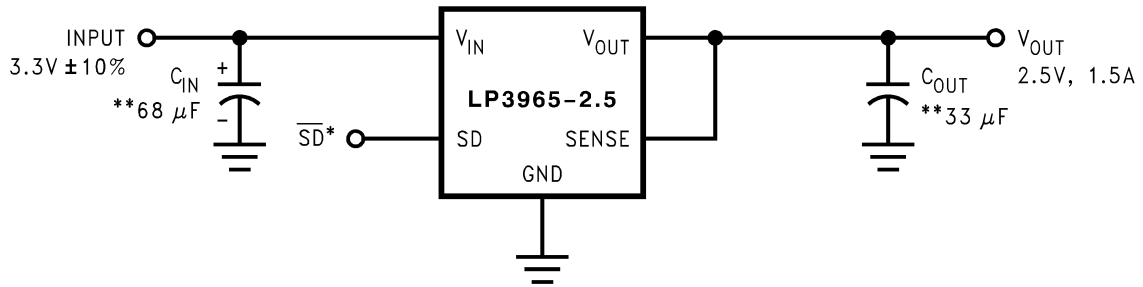 INPUT
3.3V ±10%
+
C_IN
**68 μF
−
V_IN
V_OUT
LP3965-2.5
S̅D̅*
SD
SENSE
GND
C_OUT
**33 μF
V_OUT
2.5V, 1.5A